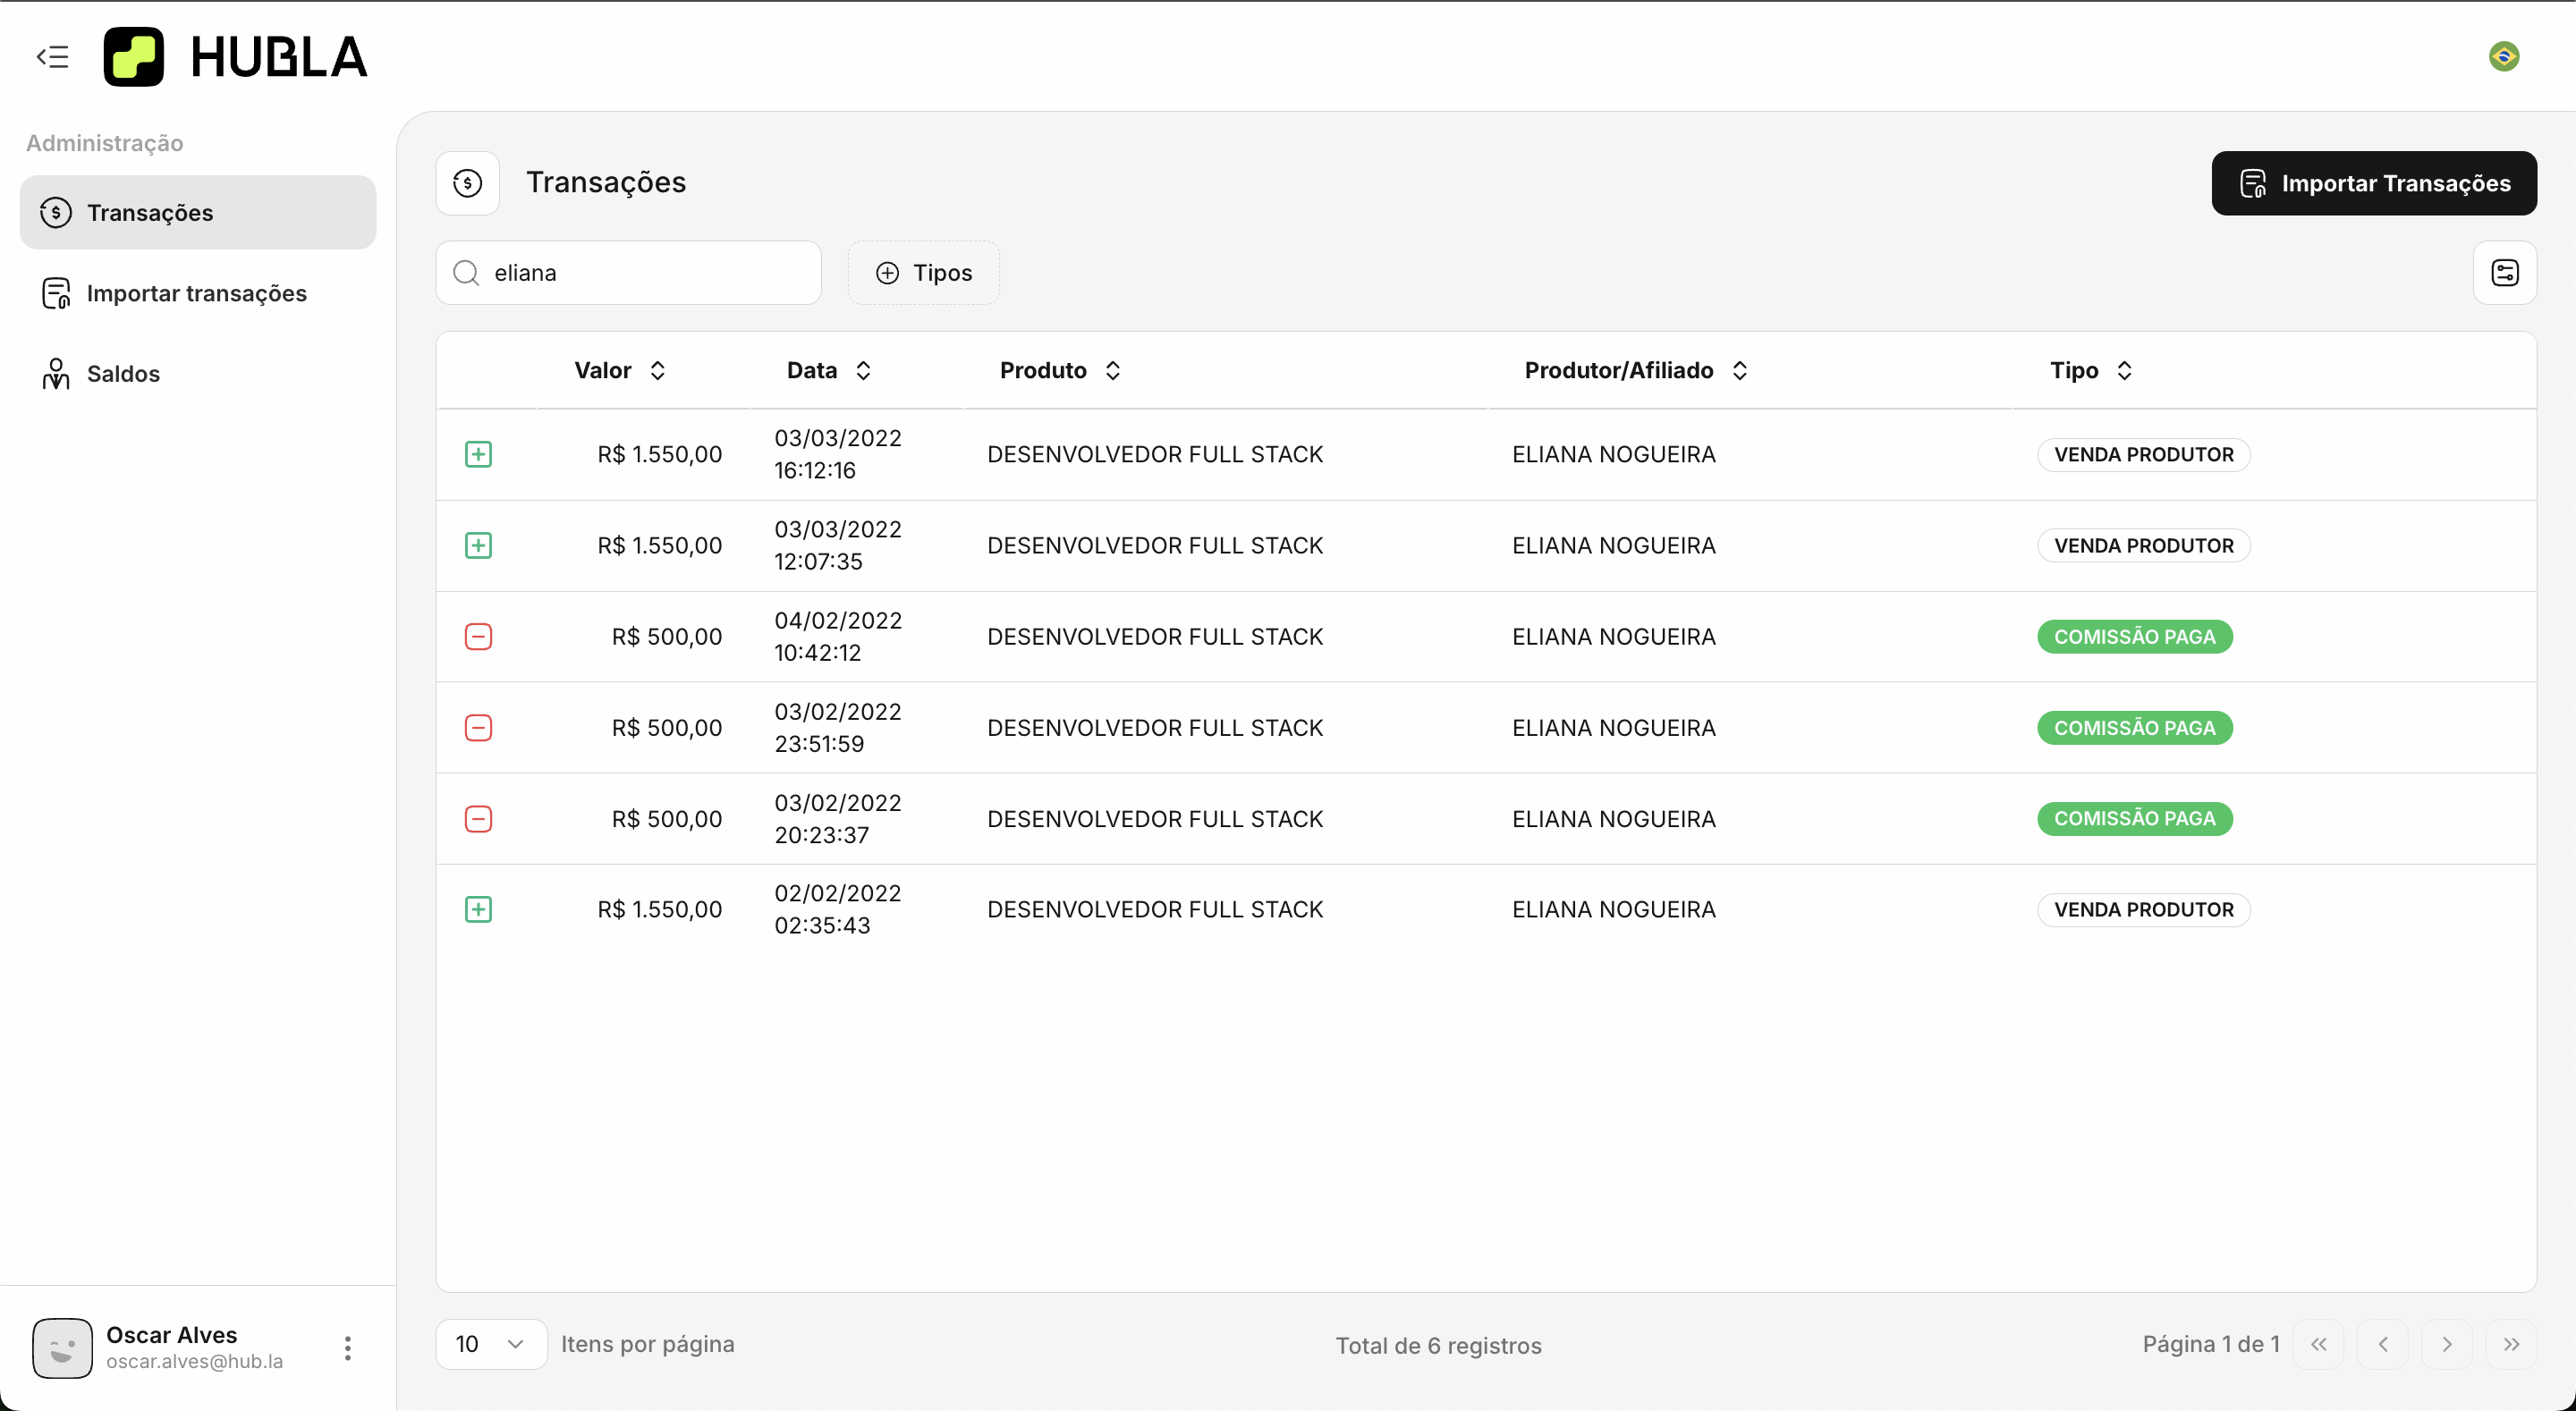 HUBLA
Administração
Transações
Importar transações
Saldos
Oscar Alves
oscar.alves@hub.la
Transações
Importar Transações
eliana
Tipos
Valor Data Produto Produtor/Afiliado Tipo
R$ 1.550,00 03/03/2022 16:12:16 DESENVOLVEDOR FULL STACK ELIANA NOGUEIRA VENDA PRODUTOR
R$ 1.550,00 03/03/2022 12:07:35 DESENVOLVEDOR FULL STACK ELIANA NOGUEIRA VENDA PRODUTOR
R$ 500,00 04/02/2022 10:42:12 DESENVOLVEDOR FULL STACK ELIANA NOGUEIRA COMISSÃO PAGA
R$ 500,00 03/02/2022 23:51:59 DESENVOLVEDOR FULL STACK ELIANA NOGUEIRA COMISSÃO PAGA
R$ 500,00 03/02/2022 20:23:37 DESENVOLVEDOR FULL STACK ELIANA NOGUEIRA COMISSÃO PAGA
R$ 1.550,00 02/02/2022 02:35:43 DESENVOLVEDOR FULL STACK ELIANA NOGUEIRA VENDA PRODUTOR
10 Itens por página
Total de 6 registros
Página 1 de 1